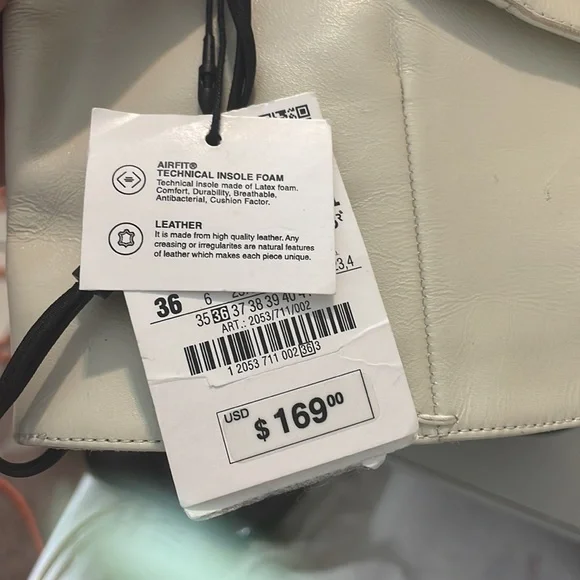 AIRFIT®
TECHNICAL INSOLE FOAM
Technical insole made of Latex foam.
Comfort, Durability, Breathable,
Antibacterial, Cushion Factor.
LEATHER
It is made from high quality leather. Any
creasing or irregularites are natural features
of leather which makes each piece unique.
36 6
35 36 37 38 39 40
ART.: 2053/711/002
1 2053 711 002 36 3
USD
$ 169 00